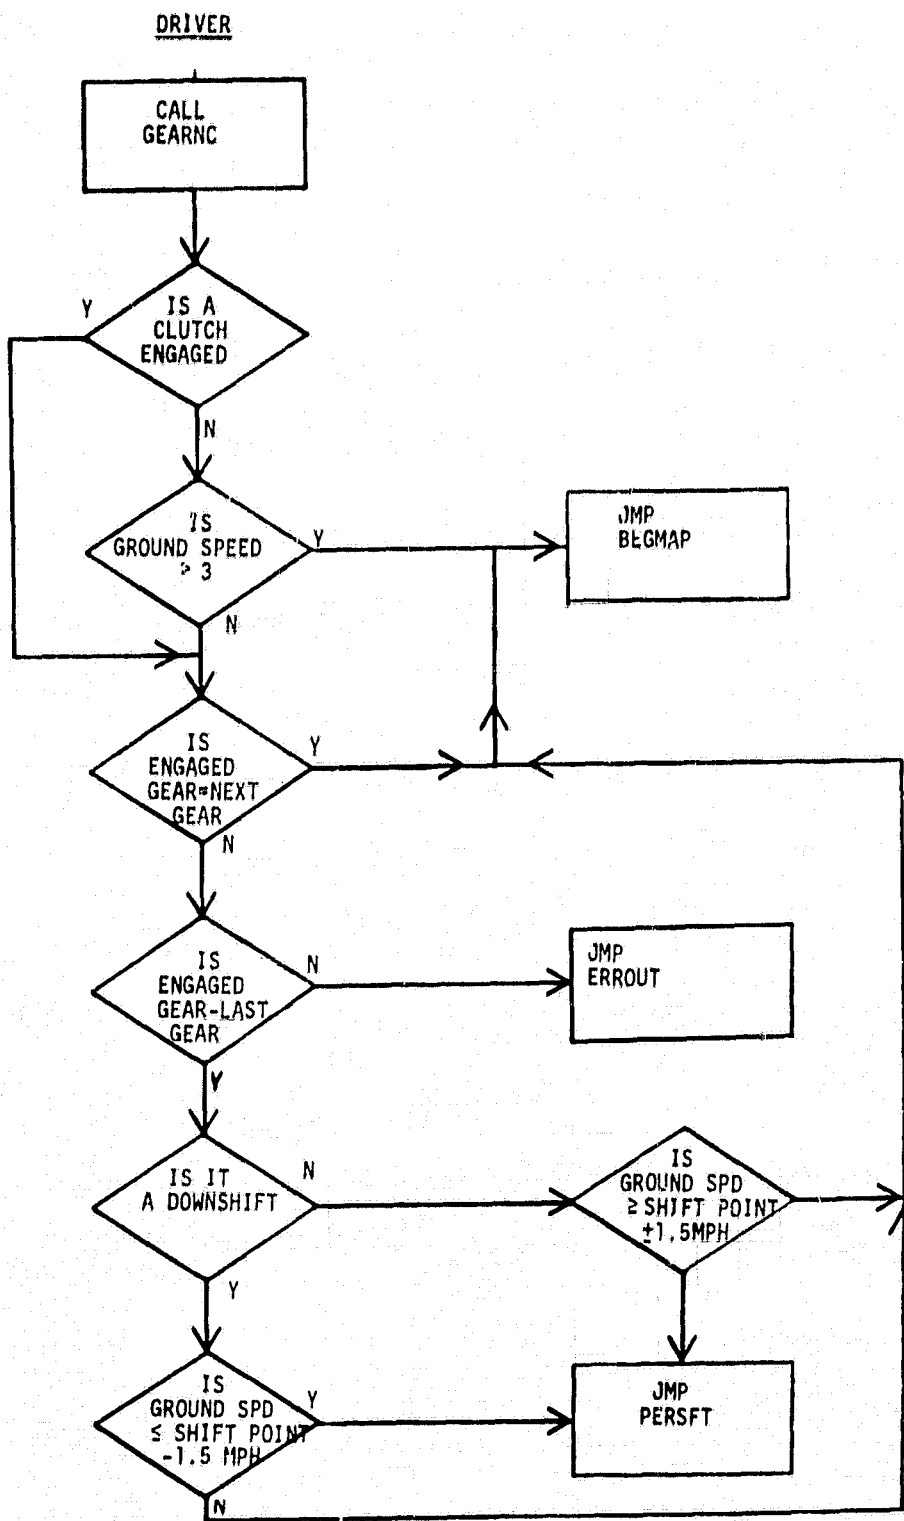 DRIVER
CALL
GEARNC
Y
IS A
CLUTCH
ENGAGED
N
IS
GROUND SPEED
≥ 3
Y
N
JMP
BEGMAP
IS
ENGAGED
GEAR=NEXT
GEAR
Y
N
IS
ENGAGED
GEAR-LAST
GEAR
N
Y
JMP
ERROUT
IS IT
A DOWNSHIFT
N
Y
IS
GROUND SPD
≥ SHIFT POINT
±1.5MPH
IS
GROUND SPD
≤ SHIFT POINT
-1.5 MPH
Y
N
JMP
PERSFT